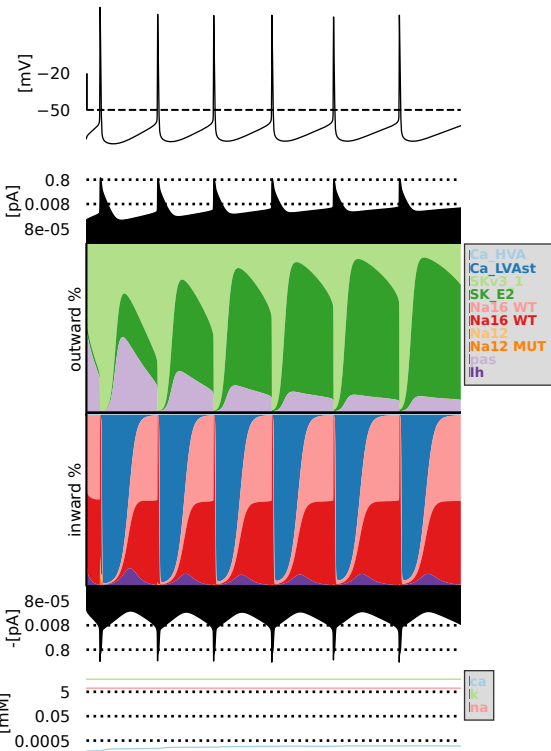 [mV]
−20
−50
[pA]
0.8
0.008
8e-05
outward %
Ca_HVA
Ca_LVAst
SKv3_1
SK_E2
Na16 WT
Na16 WT
Na12
Na12 MUT
pas
Ih
inward %
-[pA]
8e-05
0.008
0.8
[mM]
5
0.05
0.0005
ca
k
na